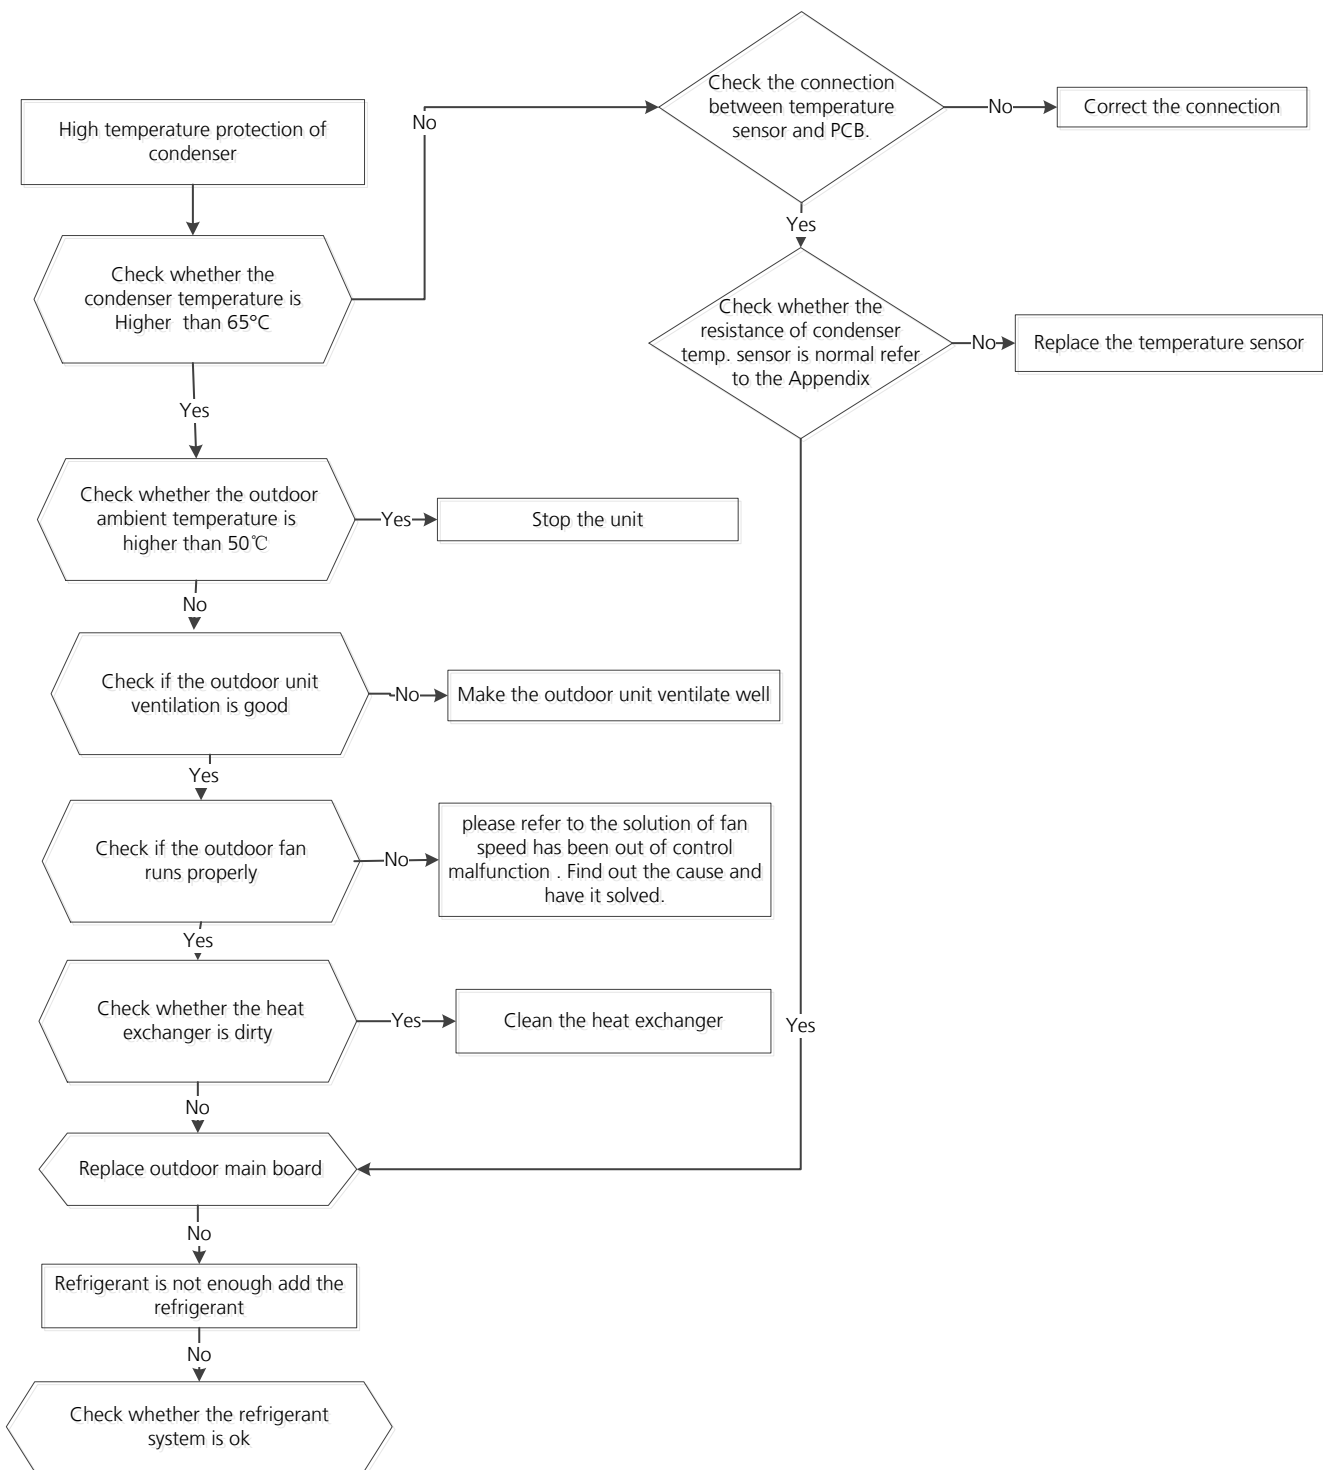 High temperature protection of
condenser
No
Check the connection
between temperature
sensor and PCB.
No
Correct the connection
Yes
Check whether the
condenser temperature is
Higher than 65°C
Check whether the
resistance of condenser
temp. sensor is normal refer
to the Appendix
No
Replace the temperature sensor
Yes
Check whether the outdoor
ambient temperature is
higher than 50℃
Yes
Stop the unit
No
Check if the outdoor unit
ventilation is good
No
Make the outdoor unit ventilate well
Yes
Check if the outdoor fan
runs properly
No
please refer to the solution of fan
speed has been out of control
malfunction . Find out the cause and
have it solved.
Yes
Check whether the heat
exchanger is dirty
Yes
Clean the heat exchanger
Yes
No
Replace outdoor main board
No
Refrigerant is not enough add the
refrigerant
No
Check whether the refrigerant
system is ok